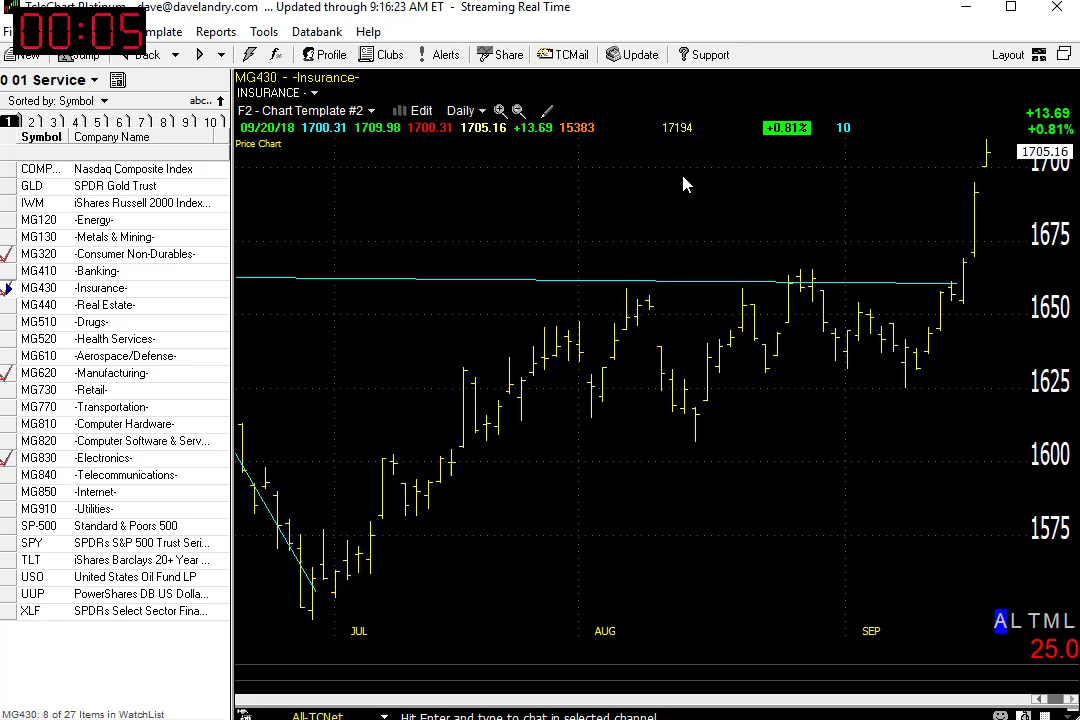 TeleChart Platinum - dave@davelandry.com ... Updated through 9:16:23 AM ET - Streaming Real Time
00:05
mplate Reports Tools Databank Help
New Jump Back Profile Clubs Alerts Share TCMail Update Support Layout
0 01 Service
Sorted by: Symbol abc..
1 2 3 4 5 6 7 8 9 10
Symbol Company Name
COMP... Nasdaq Composite Index
GLD SPDR Gold Trust
IWM iShares Russell 2000 Index...
MG120 -Energy-
MG130 -Metals & Mining-
MG320 -Consumer Non-Durables-
MG410 -Banking-
MG430 -Insurance-
MG440 -Real Estate-
MG510 -Drugs-
MG520 -Health Services-
MG610 -Aerospace/Defense-
MG620 -Manufacturing-
MG730 -Retail-
MG770 -Transportation-
MG810 -Computer Hardware-
MG820 -Computer Software & Serv...
MG830 -Electronics-
MG840 -Telecommunications-
MG850 -Internet-
MG910 -Utilities-
SP-500 Standard & Poors 500
SPY SPDRs S&P 500 Trust Seri...
TLT iShares Barclays 20+ Year ...
USO United States Oil Fund LP
UUP PowerShares DB US Dolla...
XLF SPDRs Select Sector Fina...
MG430: 8 of 27 Items in WatchList
MG430 - -Insurance-
INSURANCE -
F2 - Chart Template #2 Edit Daily
09/20/18 1700.31 1709.98 1700.31 1705.16 +13.69 15383 17194 +0.81% 10
Price Chart
+13.69
+0.81%
1705.16
1700
1675
1650
1625
1600
1575
JUL AUG SEP
A L T M L
25.0
All-TCNet Hit Enter and type to chat in selected channel